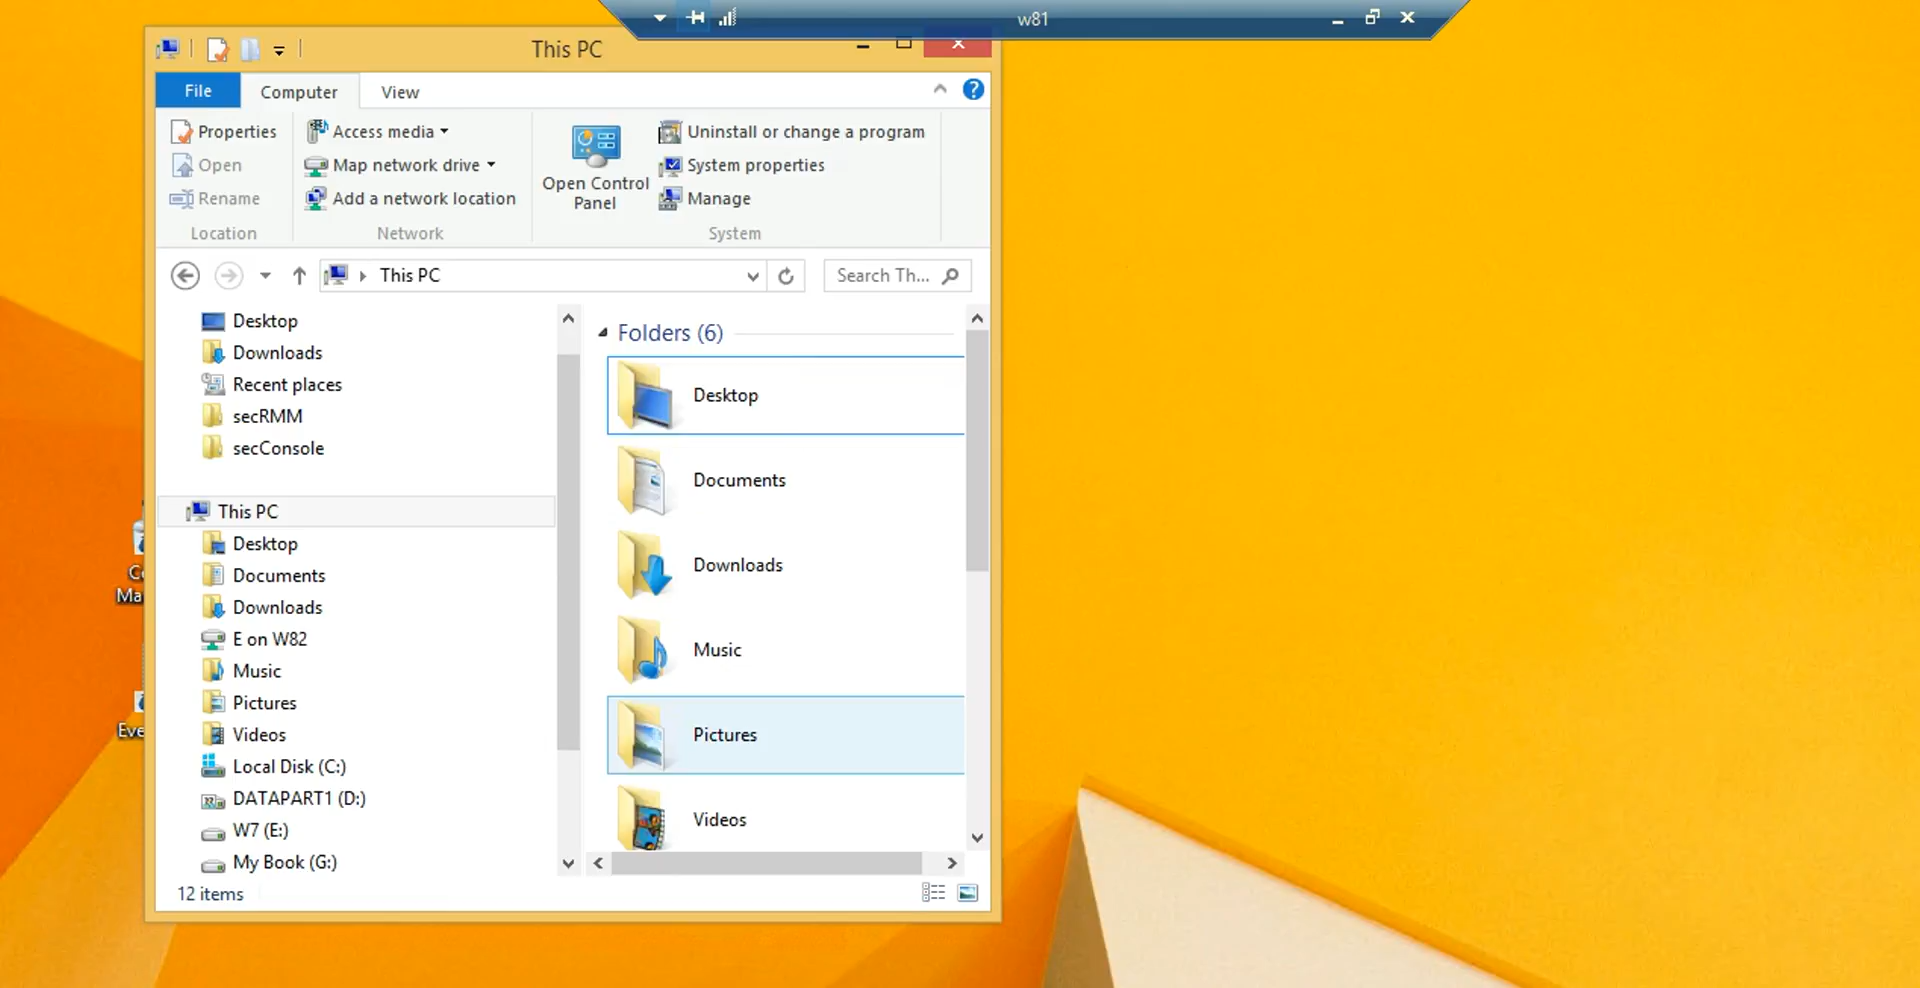 w81
This PC
File Computer View
Properties
Open
Rename
Location
Access media
Map network drive
Add a network location
Network
Open Control
Panel
Uninstall or change a program
System properties
Manage
System
This PC
Search Th...
Desktop
Downloads
Recent places
secRMM
secConsole
This PC
Desktop
Documents
Downloads
E on W82
Music
Pictures
Videos
Local Disk (C:)
DATAPART1 (D:)
W7 (E:)
My Book (G:)
Folders (6)
Desktop
Documents
Downloads
Music
Pictures
Videos
12 items